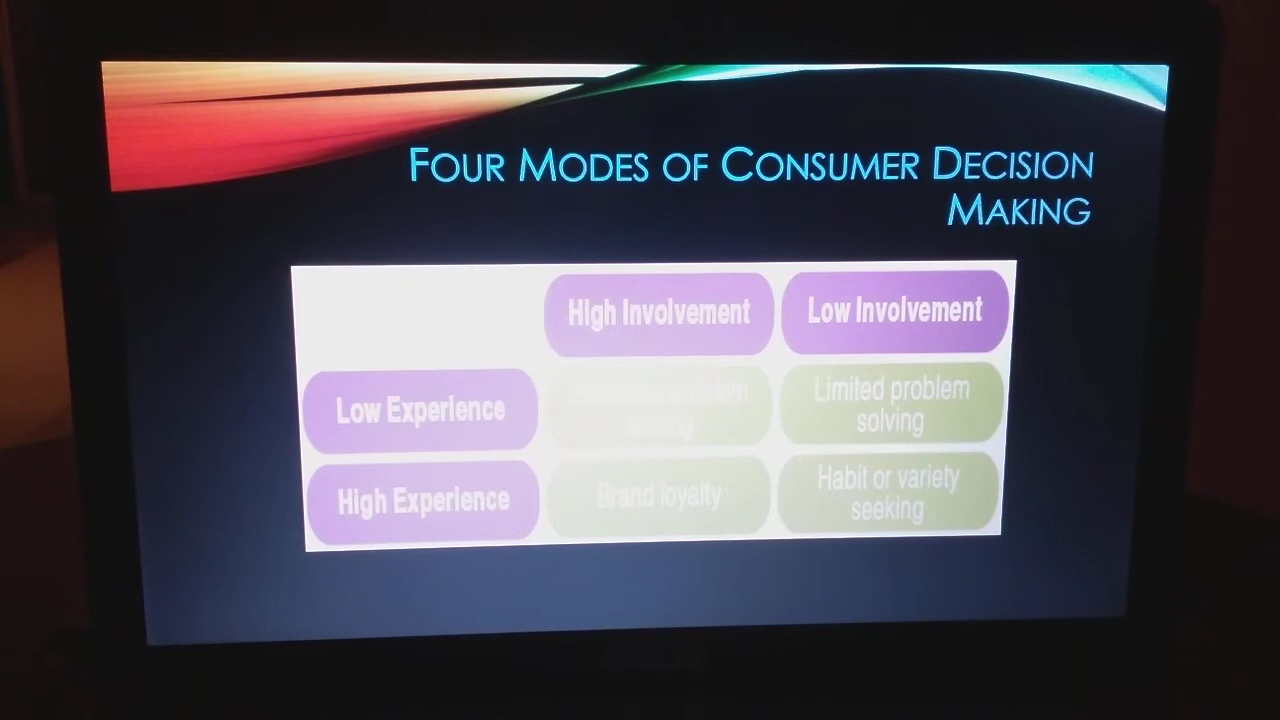 FOUR MODES OF CONSUMER DECISION
MAKING
High Involvement
Low Involvement
Low Experience
Limited problem
solving
High Experience
Brand loyalty
Habit or variety
seeking